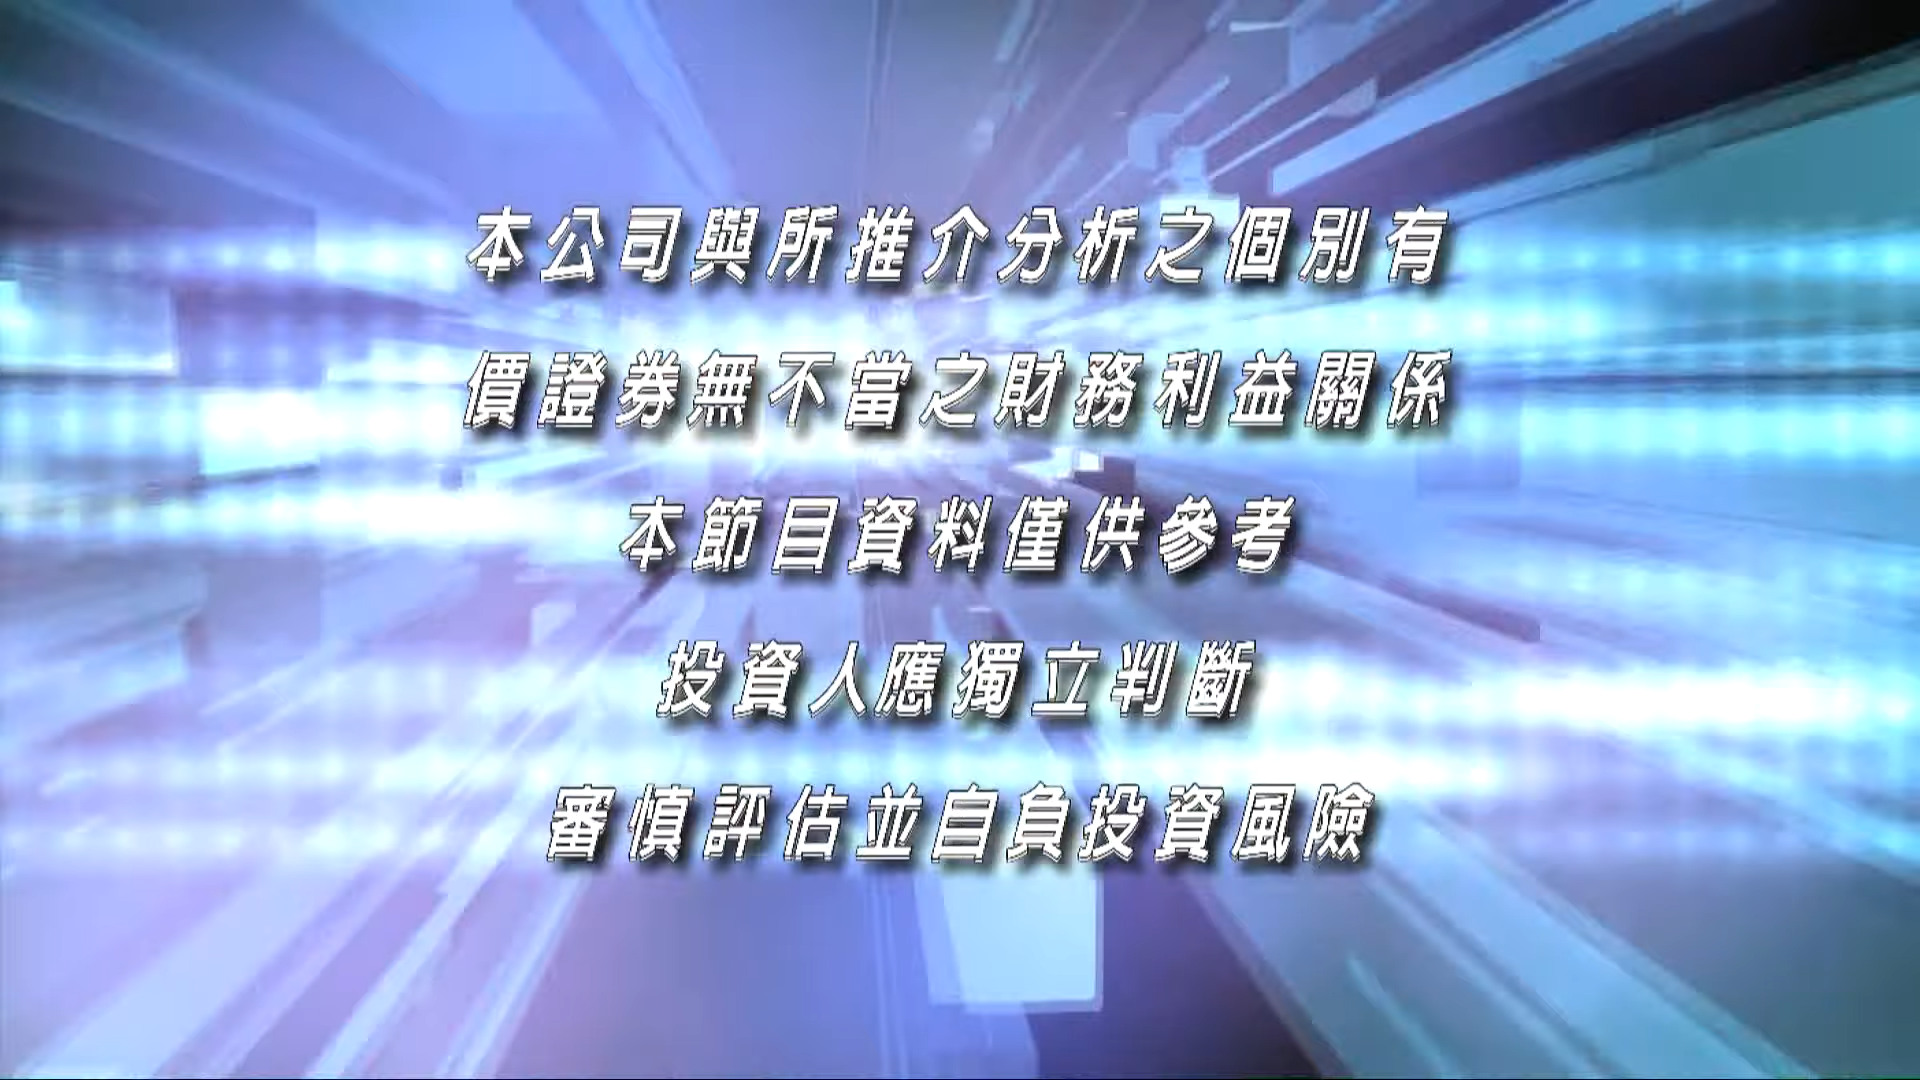 本公司與所推介分析之個別有
價證券無不當之財務利益關係
本節目資料僅供參考
投資人應獨立判斷
審慎評估並自負投資風險